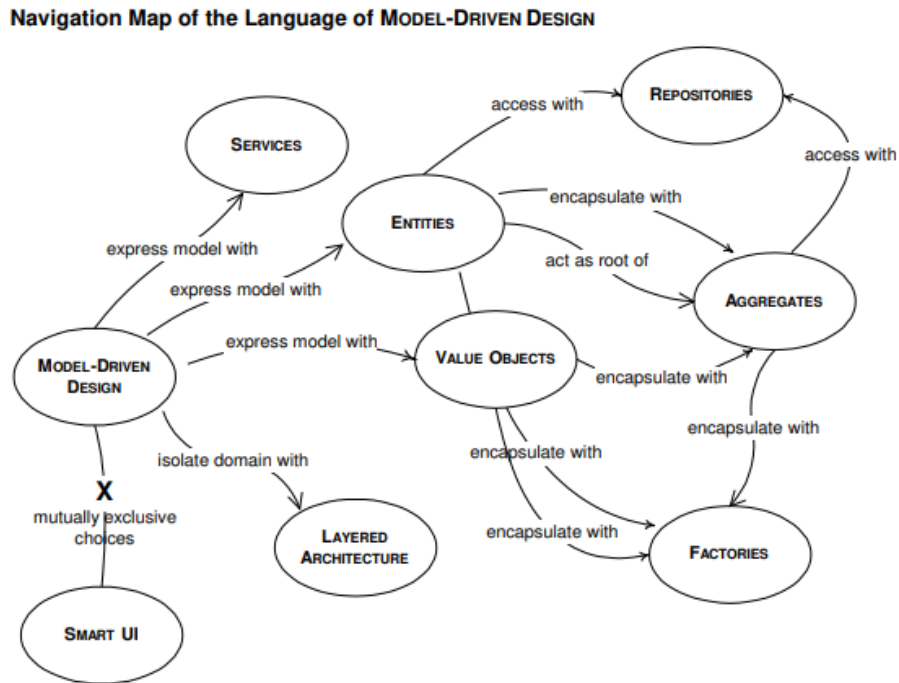 Navigation Map of the Language of MODEL-DRIVEN DESIGN
REPOSITORIES
access with
SERVICES
access with
encapsulate with
ENTITIES
express model with
act as root of
express model with
AGGREGATES
express model with
VALUE OBJECTS
MODEL-DRIVEN
DESIGN
encapsulate with
encapsulate with
encapsulate with
isolate domain with
X
mutually exclusive
choices
encapsulate with
LAYERED
ARCHITECTURE
FACTORIES
SMART UI